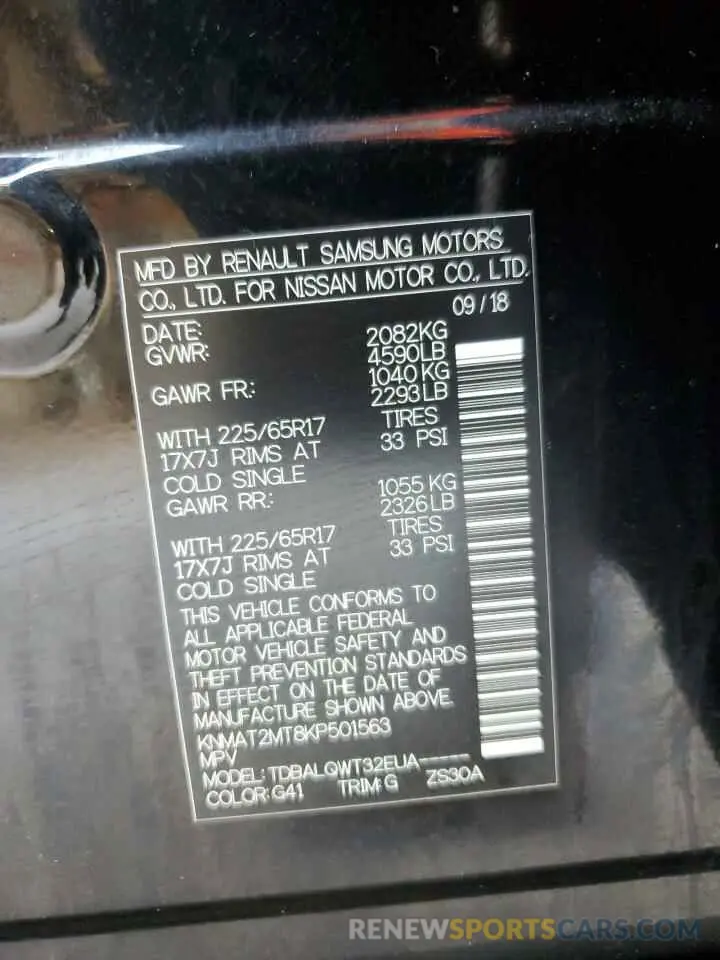 MFD BY RENAULT SAMSUNG MOTORS
CO., LTD. FOR NISSAN MOTOR CO., LTD.
09/18
DATE:
GVWR: 2082KG
4590LB
GAWR FR.: 1040KG
2293LB
WITH 225/65R17 TIRES
17X7J RIMS AT 33 PSI
COLD SINGLE
GAWR RR.: 1055KG
2326LB
WITH 225/65R17 TIRES
17X7J RIMS AT 33 PSI
COLD SINGLE
THIS VEHICLE CONFORMS TO
ALL APPLICABLE FEDERAL
MOTOR VEHICLE SAFETY AND
THEFT PREVENTION STANDARDS
IN EFFECT ON THE DATE OF
MANUFACTURE SHOWN ABOVE.
KNMAT2MT8KP501563
MPV
MODEL: TDBALQWT32EUA-----
COLOR: G41 TRIM: G ZS30A
RENEWSPORTSCARS.COM